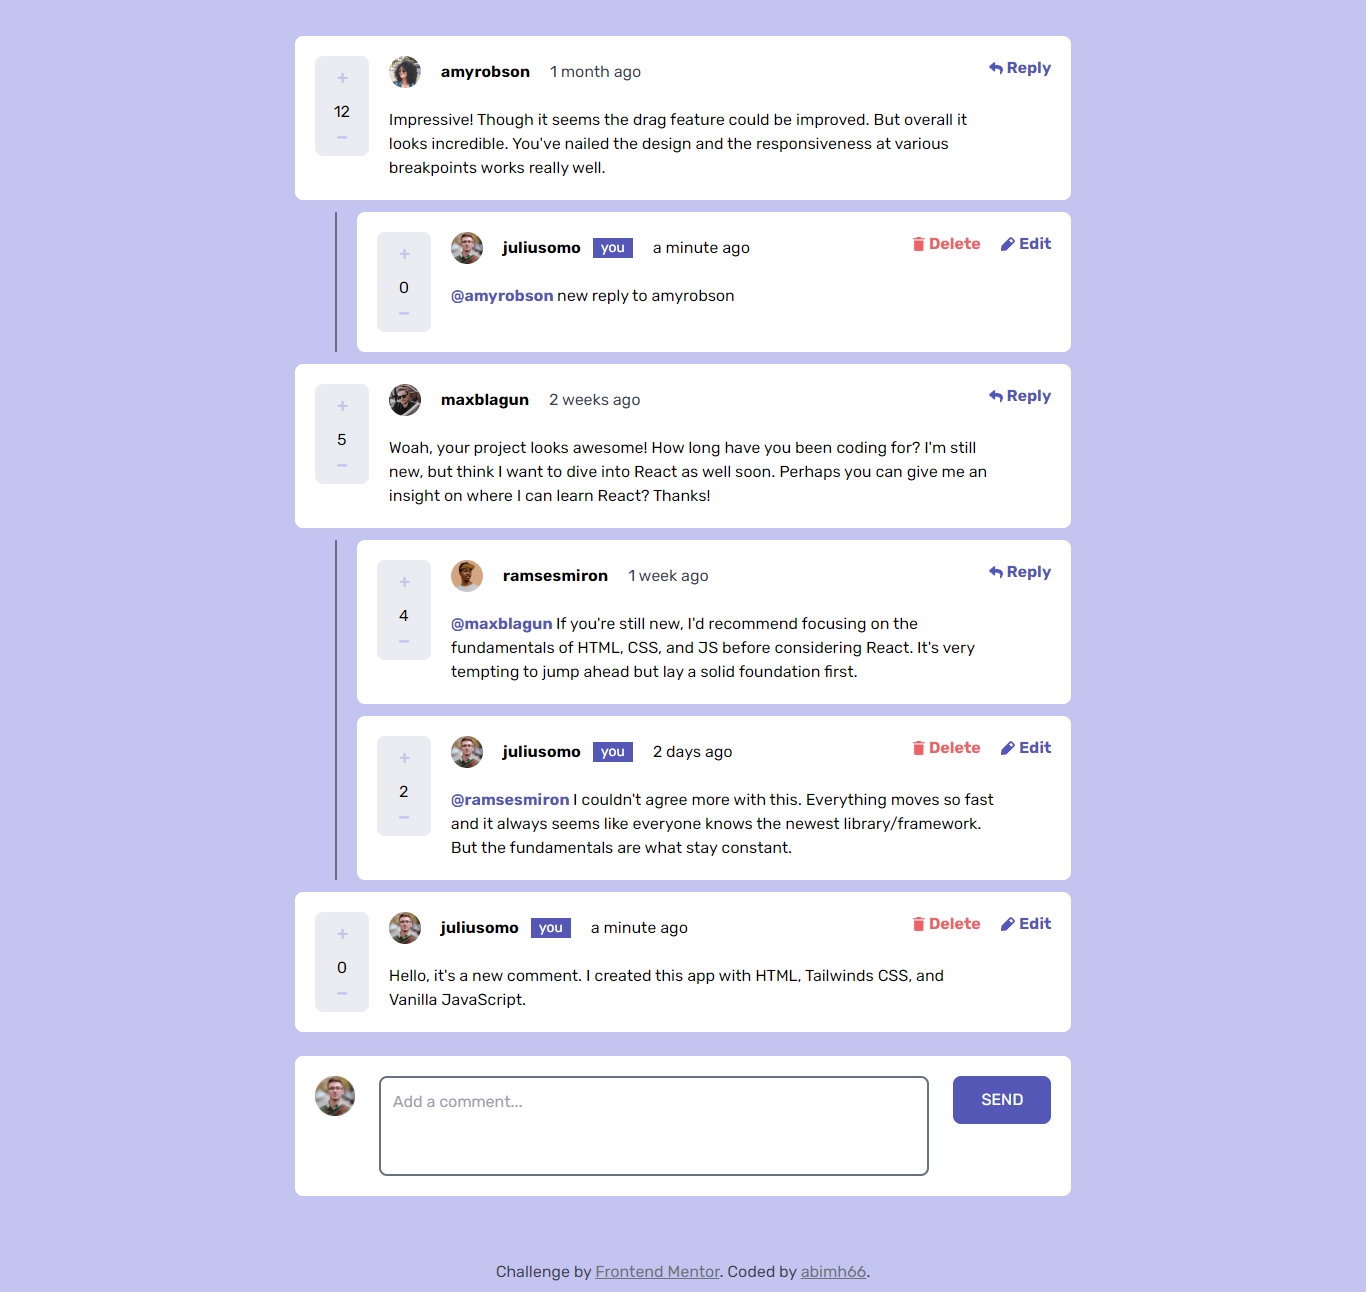 +
12
−
amyrobson 1 month ago Reply
Impressive! Though it seems the drag feature could be improved. But overall it
looks incredible. You've nailed the design and the responsiveness at various
breakpoints works really well.
+
0
−
juliusomo you a minute ago Delete Edit
@amyrobson new reply to amyrobson
+
5
−
maxblagun 2 weeks ago Reply
Woah, your project looks awesome! How long have you been coding for? I'm still
new, but think I want to dive into React as well soon. Perhaps you can give me an
insight on where I can learn React? Thanks!
+
4
−
ramsesmiron 1 week ago Reply
@maxblagun If you're still new, I'd recommend focusing on the
fundamentals of HTML, CSS, and JS before considering React. It's very
tempting to jump ahead but lay a solid foundation first.
+
2
−
juliusomo you 2 days ago Delete Edit
@ramsesmiron I couldn't agree more with this. Everything moves so fast
and it always seems like everyone knows the newest library/framework.
But the fundamentals are what stay constant.
+
0
−
juliusomo you a minute ago Delete Edit
Hello, it's a new comment. I created this app with HTML, Tailwinds CSS, and
Vanilla JavaScript.
Add a comment...
SEND
Challenge by Frontend Mentor. Coded by abimh66.